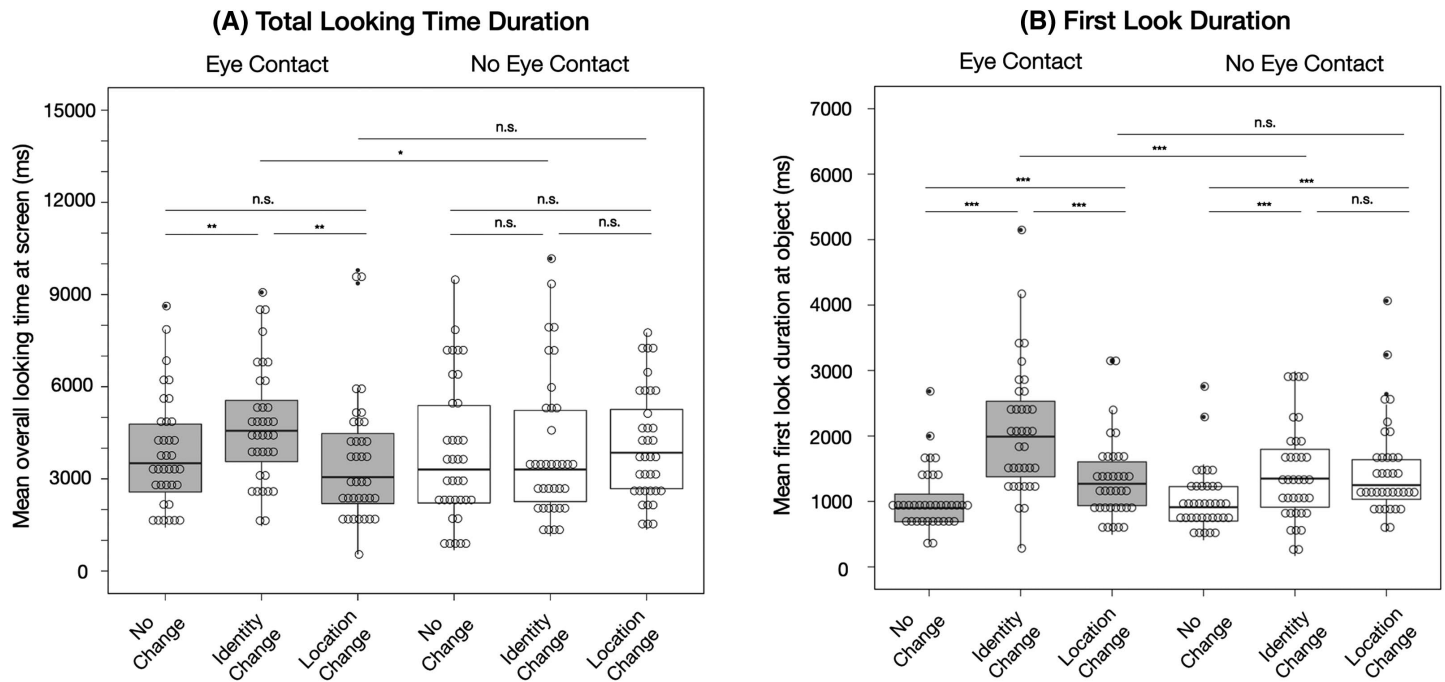 (A) Total Looking Time Duration
Eye Contact
No Eye Contact
Mean overall looking time at screen (ms)
15000
12000
9000
6000
3000
0
n.s.
*
n.s.
n.s.
**
**
n.s.
n.s.
No
Change
Identity
Change
Location
Change
No
Change
Identity
Change
Location
Change
(B) First Look Duration
Eye Contact
No Eye Contact
Mean first look duration at object (ms)
7000
6000
5000
4000
3000
2000
1000
0
n.s.
***
***
***
***
***
***
n.s.
No
Change
Identity
Change
Location
Change
No
Change
Identity
Change
Location
Change